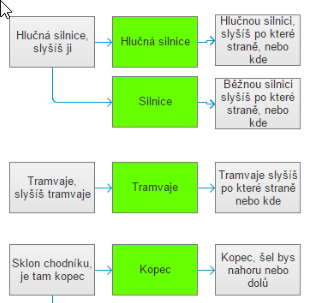 Hlučná silnice,
slyšíš ji
Hlučná silnice
Hlučnou silnici,
slyšíš po které
straně, nebo
kde
Silnice
Běžnou silnici
slyšíš po které
straně, nebo
kde
Tramvaje,
slyšíš tramvaje
Tramvaje
Tramvaje slyšíš
po které straně
nebo kde
Sklon chodníku,
je tam kopec
Kopec
Kopec, šel bys
nahoru nebo
dolů